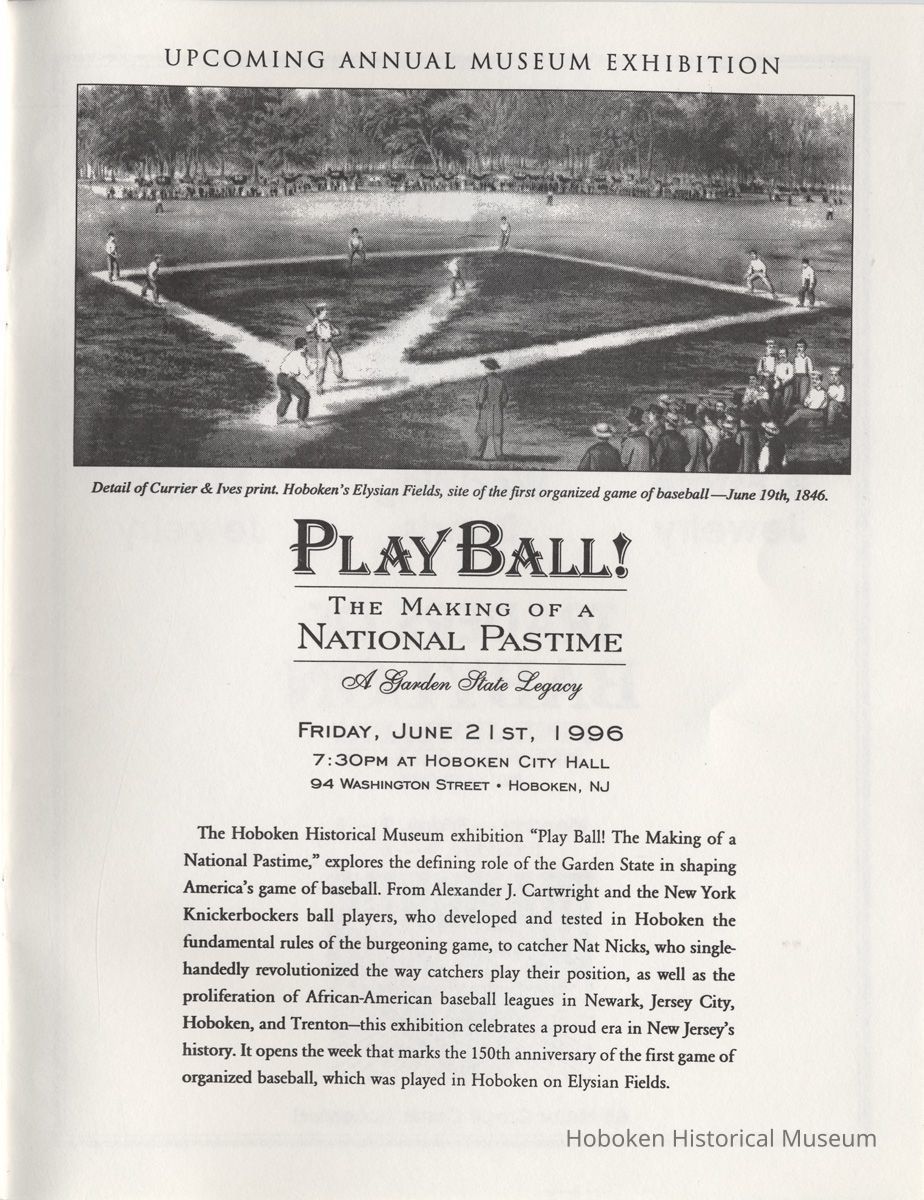 UPCOMING ANNUAL MUSEUM EXHIBITION
Detail of Currier & Ives print. Hoboken's Elysian Fields, site of the first organized game of baseball—June 19th, 1846.
PLAY BALL!
THE MAKING OF A
NATIONAL PASTIME
A Garden State Legacy
FRIDAY, JUNE 21ST, 1996
7:30PM AT HOBOKEN CITY HALL
94 WASHINGTON STREET • HOBOKEN, NJ
The Hoboken Historical Museum exhibition “Play Ball! The Making of a
National Pastime,” explores the defining role of the Garden State in shaping
America's game of baseball. From Alexander J. Cartwright and the New York
Knickerbockers ball players, who developed and tested in Hoboken the
fundamental rules of the burgeoning game, to catcher Nat Nicks, who single-
handedly revolutionized the way catchers play their position, as well as the
proliferation of African-American baseball leagues in Newark, Jersey City,
Hoboken, and Trenton—this exhibition celebrates a proud era in New Jersey's
history. It opens the week that marks the 150th anniversary of the first game of
organized baseball, which was played in Hoboken on Elysian Fields.
Hoboken Historical Museum